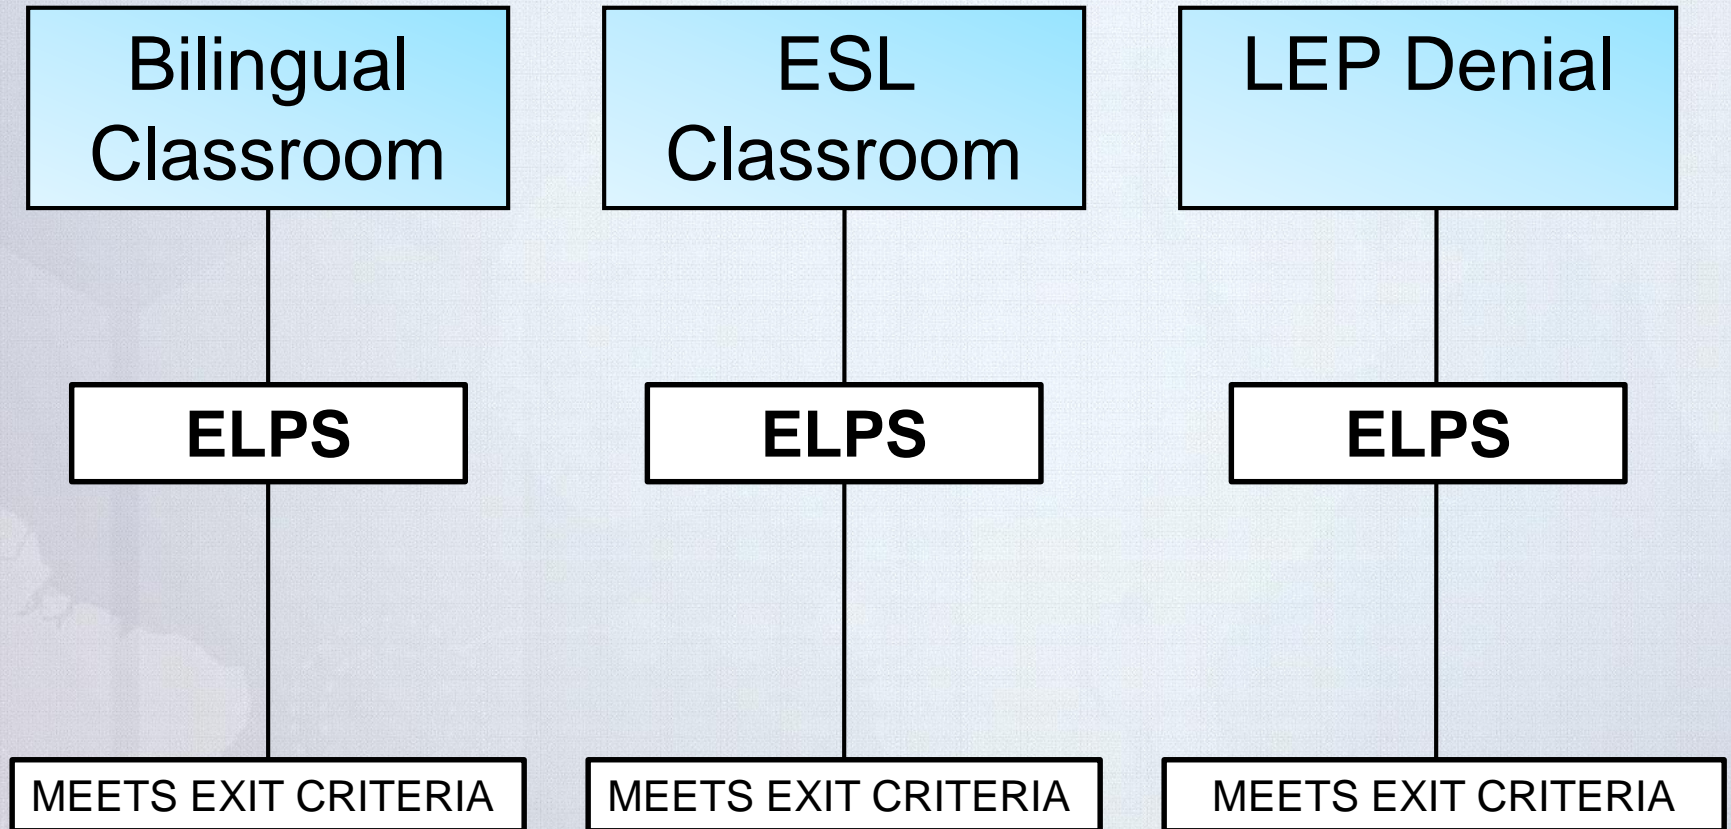 Bilingual
Classroom
ESL
Classroom
LEP Denial
ELPS
ELPS
ELPS
MEETS EXIT CRITERIA
MEETS EXIT CRITERIA
MEETS EXIT CRITERIA